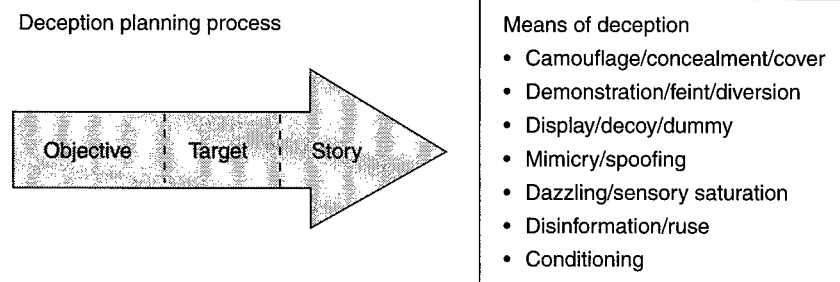 Deception planning process
Objective
Target
Story
Means of deception
• Camouflage/concealment/cover
• Demonstration/feint/diversion
• Display/decoy/dummy
• Mimicry/spoofing
• Dazzling/sensory saturation
• Disinformation/ruse
• Conditioning